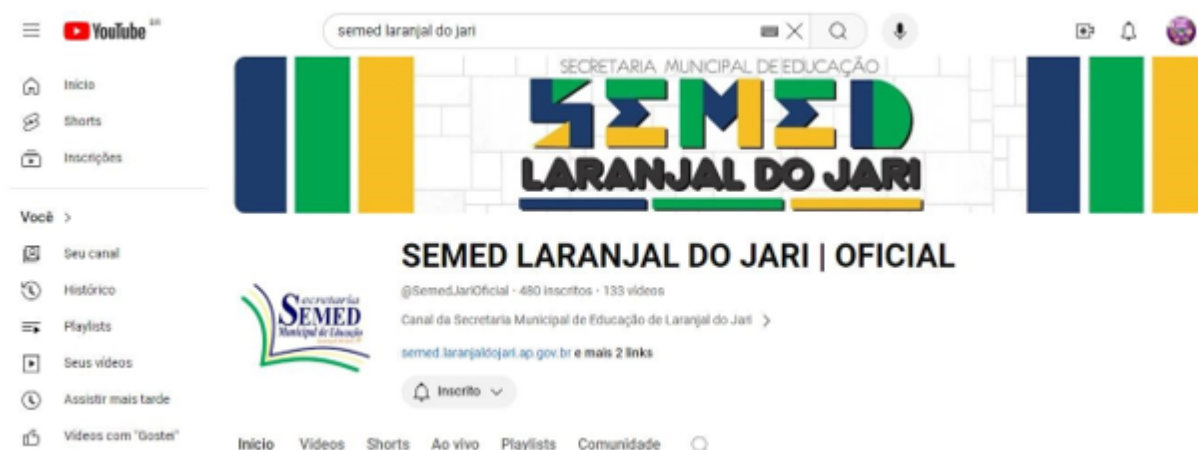 YouTube BR
semed laranjal do jari
Início
Shorts
Inscrições
Você >
Seu canal
Histórico
Playlists
Seus vídeos
Assistir mais tarde
Vídeos com "Gostei"
SECRETARIA MUNICIPAL DE EDUCAÇÃO
SEMED
LARANJAL DO JARI
Secretaria
SEMED
Municipal de Educação
SEMED LARANJAL DO JARI | OFICIAL
@SemedJariOficial · 480 inscritos · 133 vídeos
Canal da Secretaria Municipal de Educação de Laranjal do Jari >
semed.laranjaldojari.ap.gov.br e mais 2 links
Inscrito
Início Vídeos Shorts Ao vivo Playlists Comunidade